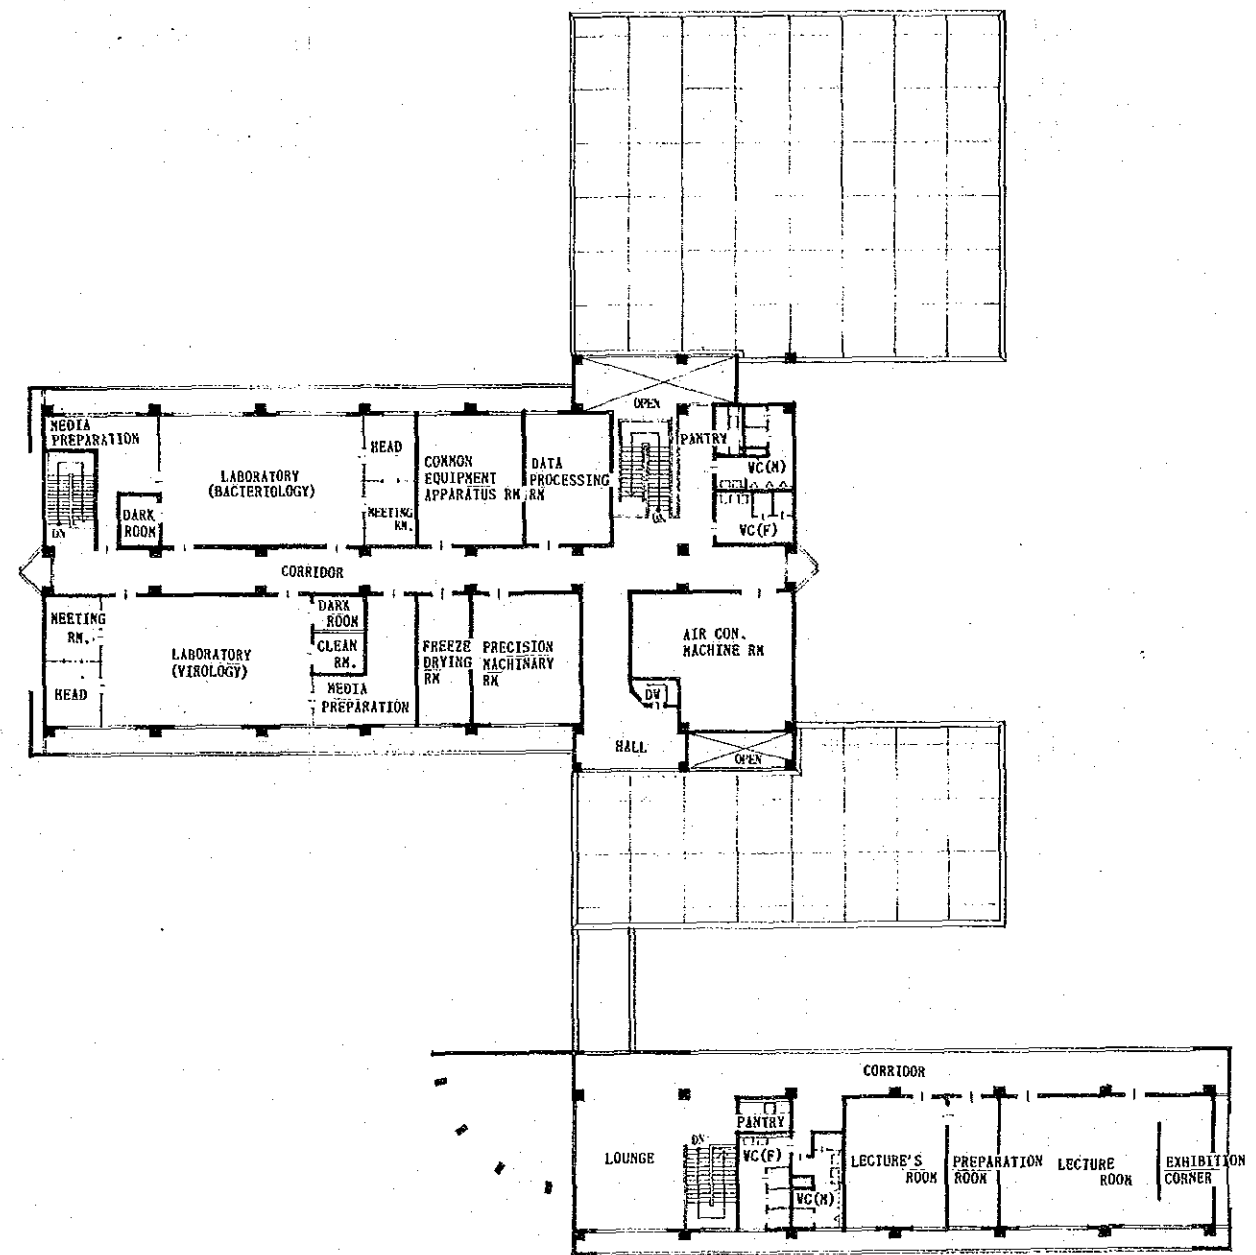 OPEN
MEDIA
PREPARATION
LABORATORY
(BACTERIOLOGY)
HEAD
MEETING
RM.
COMMON
EQUIPMENT
APPARATUS RM
DATA
PROCESSING
RM
PANTRY
WC(M)
WC(F)
DN
DN
DARK
ROOM
CORRIDOR
MEETING
RM.
HEAD
LABORATORY
(VIROLOGY)
DARK
ROOM
CLEAN
RM.
MEDIA
PREPARATION
FREEZE
DRYING
RM
PRECISION
MACHINARY
RM
AIR CON.
MACHINE RM
DW
HALL
OPEN
CORRIDOR
LOUNGE
DN
PANTRY
WC(F)
WC(M)
LECTURE'S
ROOM
PREPARATION
ROOM
LECTURE
ROOM
EXHIBITION
CORNER